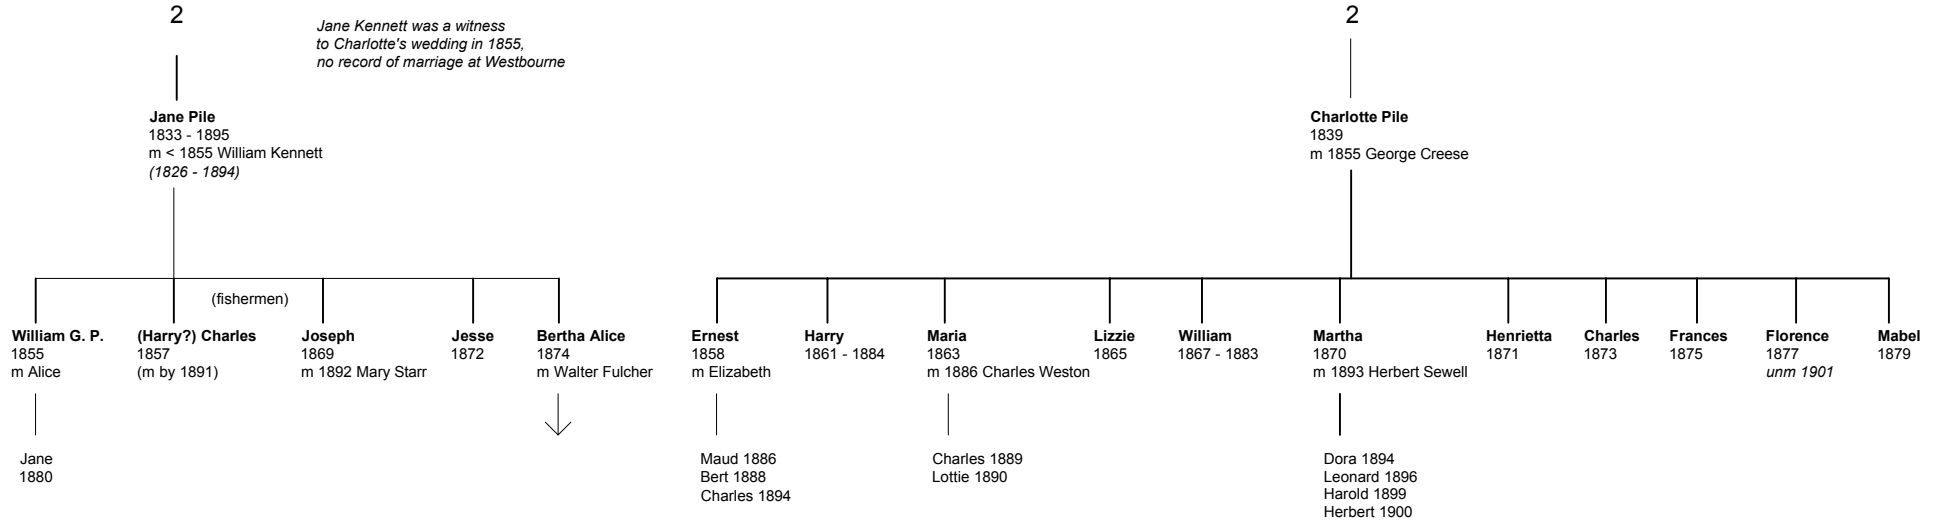 2
Jane Kennett was a witness
to Charlotte's wedding in 1855,
no record of marriage at Westbourne
2
Jane Pile
1833 - 1895
m < 1855 William Kennett
(1826 - 1894)
Charlotte Pile
1839
m 1855 George Creese
(fishermen)
William G. P.
1855
m Alice
(Harry?) Charles
1857
(m by 1891)
Joseph
1869
m 1892 Mary Starr
Jesse
1872
Bertha Alice
1874
m Walter Fulcher
Ernest
1858
m Elizabeth
Harry
1861 - 1884
Maria
1863
m 1886 Charles Weston
Lizzie
1865
William
1867 - 1883
Martha
1870
m 1893 Herbert Sewell
Henrietta
1871
Charles
1873
Frances
1875
Florence
1877
unm 1901
Mabel
1879
Jane
1880
Maud 1886
Bert 1888
Charles 1894
Charles 1889
Lottie 1890
Dora 1894
Leonard 1896
Harold 1899
Herbert 1900